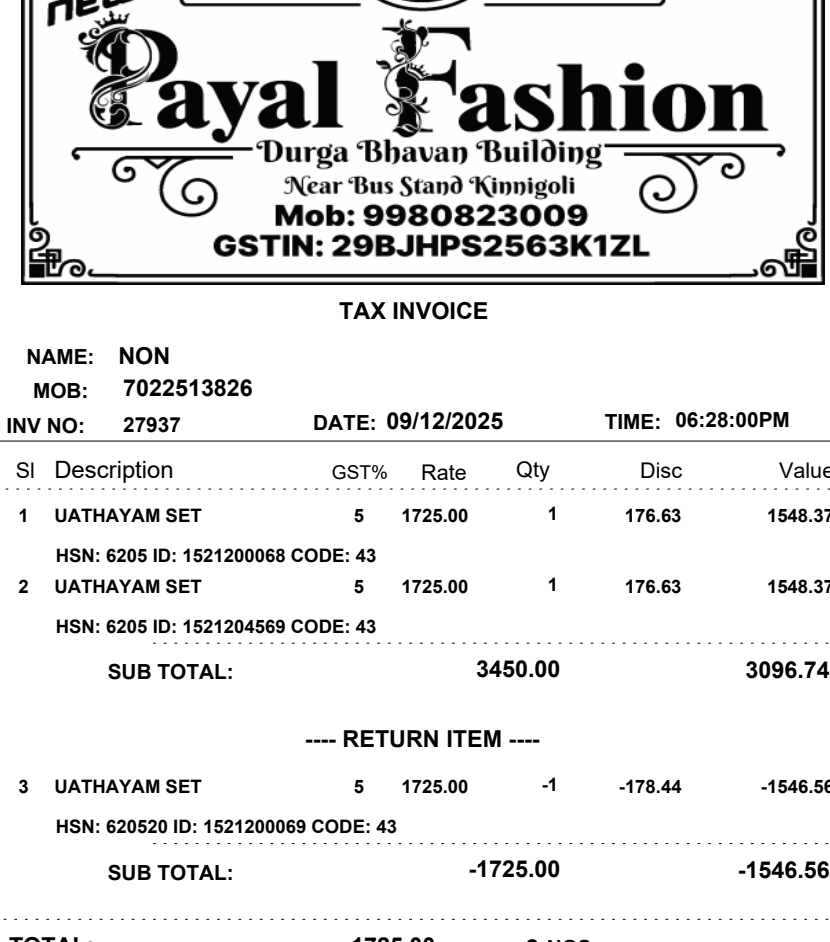 new
Payal Fashion
Durga Bhavan Building
Near Bus Stand Kinnigoli
Mob: 9980823009
GSTIN: 29BJHPS2563K1ZL
TAX INVOICE
NAME: NON
MOB: 7022513826
INV NO: 27937 DATE: 09/12/2025 TIME: 06:28:00PM
Sl Description GST% Rate Qty Disc Value
1 UATHAYAM SET 5 1725.00 1 176.63 1548.37
HSN: 6205 ID: 1521200068 CODE: 43
2 UATHAYAM SET 5 1725.00 1 176.63 1548.37
HSN: 6205 ID: 1521204569 CODE: 43
SUB TOTAL: 3450.00 3096.74
---- RETURN ITEM ----
3 UATHAYAM SET 5 1725.00 -1 -178.44 -1546.56
HSN: 620520 ID: 1521200069 CODE: 43
SUB TOTAL: -1725.00 -1546.56
TOTAL: 1725.00